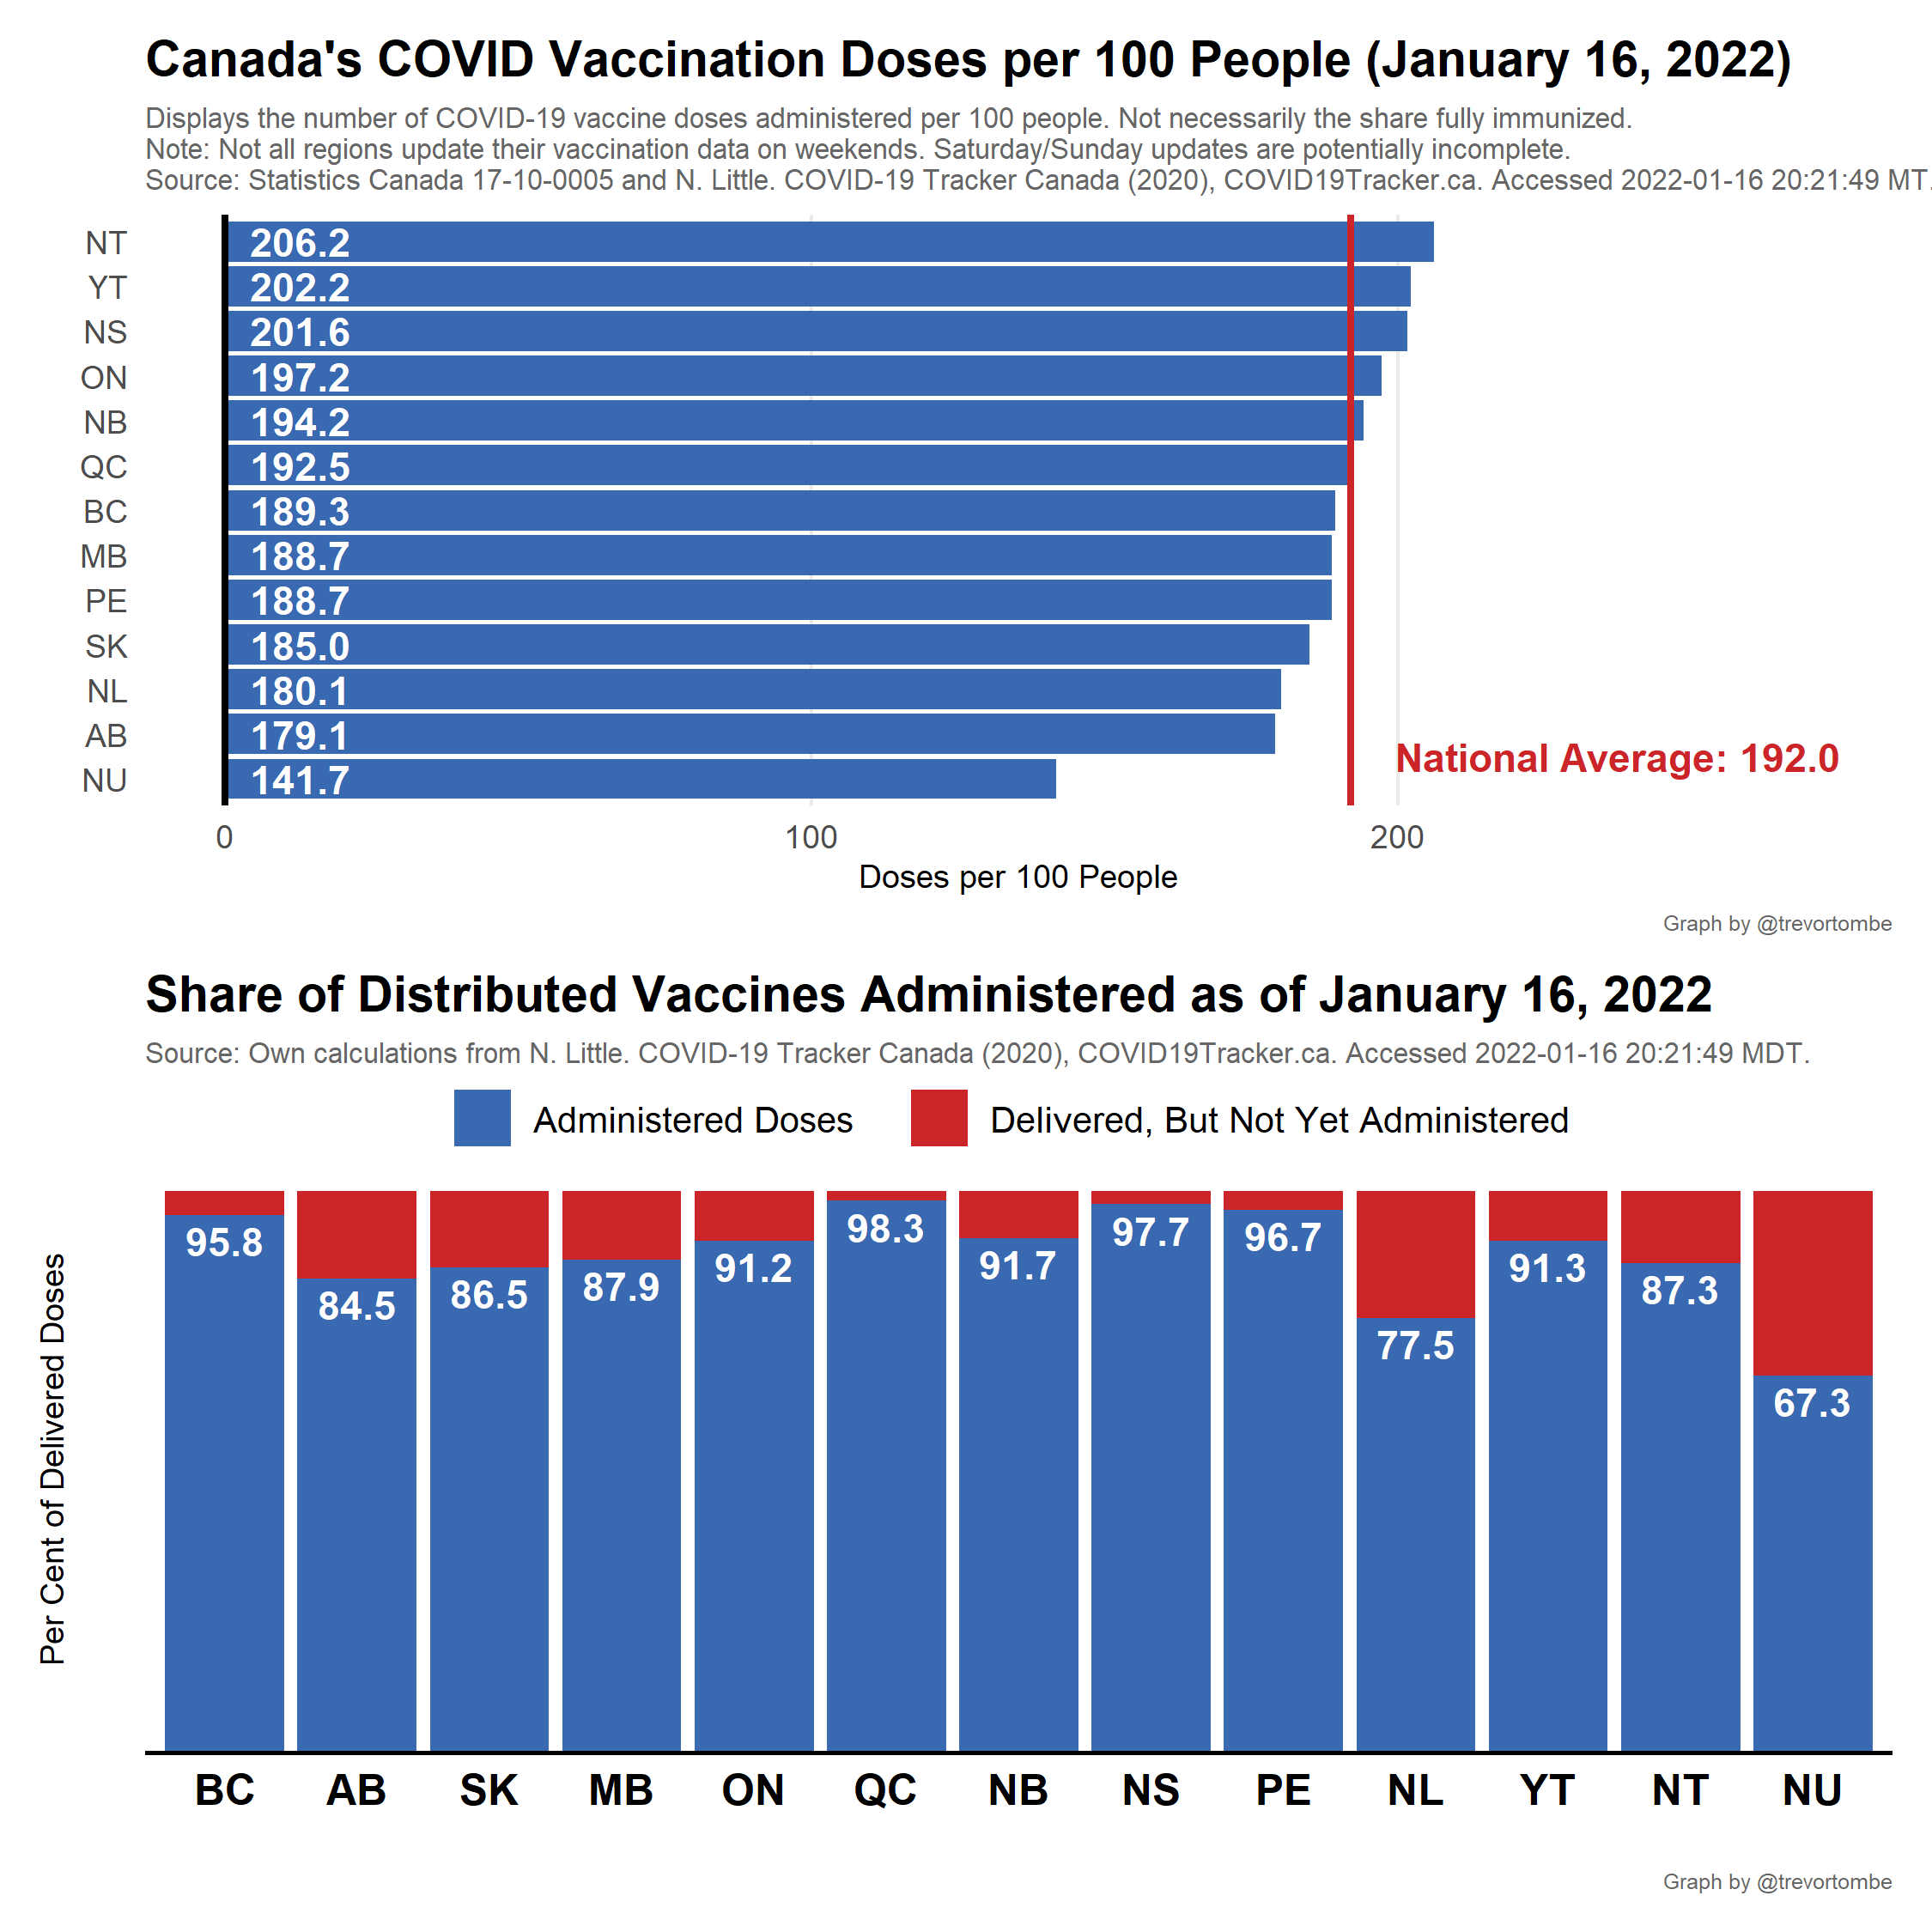 Canada's COVID Vaccination Doses per 100 People (January 16, 2022)
Displays the number of COVID-19 vaccine doses administered per 100 people. Not necessarily the share fully immunized.
Note: Not all regions update their vaccination data on weekends. Saturday/Sunday updates are potentially incomplete.
Source: Statistics Canada 17-10-0005 and N. Little. COVID-19 Tracker Canada (2020), COVID19Tracker.ca. Accessed 2022-01-16 20:21:49 MT.
NT 206.2
YT 202.2
NS 201.6
ON 197.2
NB 194.2
QC 192.5
BC 189.3
MB 188.7
PE 188.7
SK 185.0
NL 180.1
AB 179.1
National Average: 192.0
NU 141.7
0 100 200
Doses per 100 People
Graph by @trevortombe
Share of Distributed Vaccines Administered as of January 16, 2022
Source: Own calculations from N. Little. COVID-19 Tracker Canada (2020), COVID19Tracker.ca. Accessed 2022-01-16 20:21:49 MDT.
Administered Doses Delivered, But Not Yet Administered
Per Cent of Delivered Doses
95.8 84.5 86.5 87.9 91.2 98.3 91.7 97.7 96.7 77.5 91.3 87.3 67.3
BC AB SK MB ON QC NB NS PE NL YT NT NU
Graph by @trevortombe